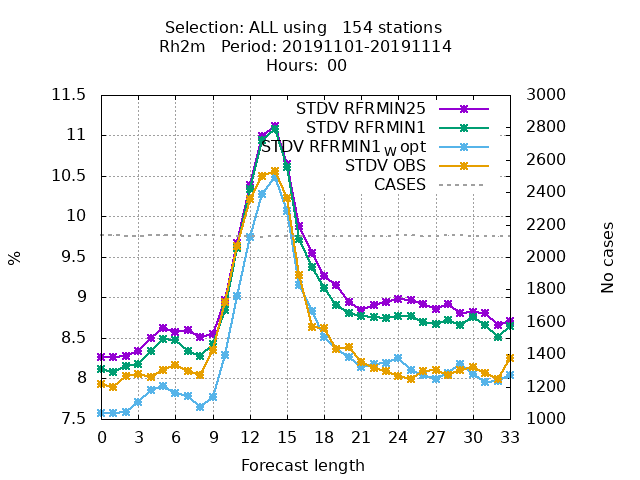 Selection: ALL using   154 stations
Rh2m   Period: 20191101-20191114
Hours: 00
11.5
11
10.5
10
9.5
9
8.5
8
7.5
%
3000
2800
2600
2400
2200
2000
1800
1600
1400
1200
1000
No cases
STDV RFRMIN25
STDV RFRMIN1
STDV RFRMIN1wopt
STDV OBS
CASES
0 3 6 9 12 15 18 21 24 27 30 33
Forecast length